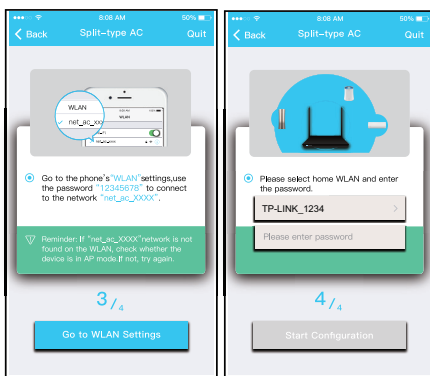 8:08 AM
50%
Back
Split-type AC
Quit
WLAN
net_ac_xxx
WLAN
Go to the phone's"WLAN"settings,use
the password "12345678" to connect
to the network "net_ac_XXXX".
Reminder: If "net_ac_XXXX"network is not
found on the WLAN, check whether the
device is in AP mode.If not, try again.
3/4
Go to WLAN Settings
8:08 AM
50%
Back
Split-type AC
Quit
Please select home WLAN and enter
the password.
TP-LINK_1234
Please enter password
4/4
Start Configuration